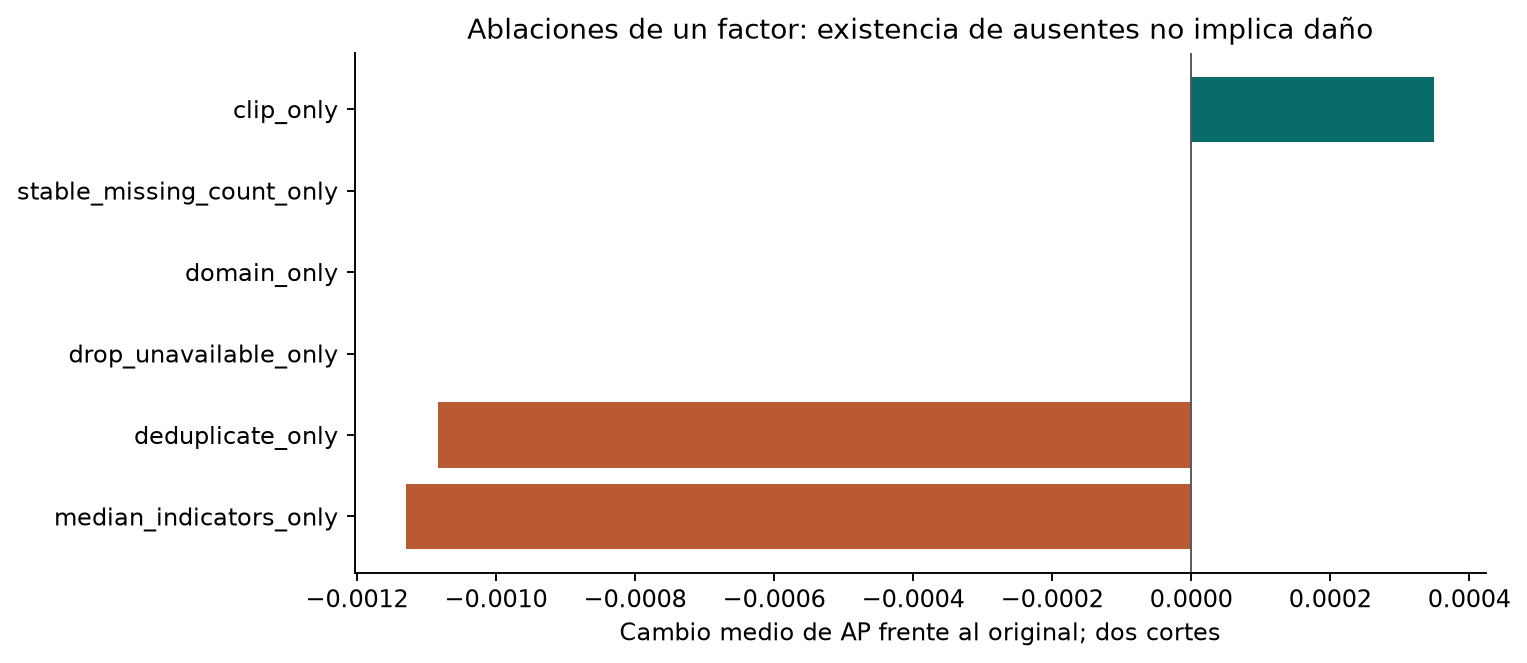 Ablaciones de un factor: existencia de ausentes no implica daño
clip_only
stable_missing_count_only
domain_only
drop_unavailable_only
deduplicate_only
median_indicators_only
−0.0012 −0.0010 −0.0008 −0.0006 −0.0004 −0.0002 0.0000 0.0002 0.0004
Cambio medio de AP frente al original; dos cortes